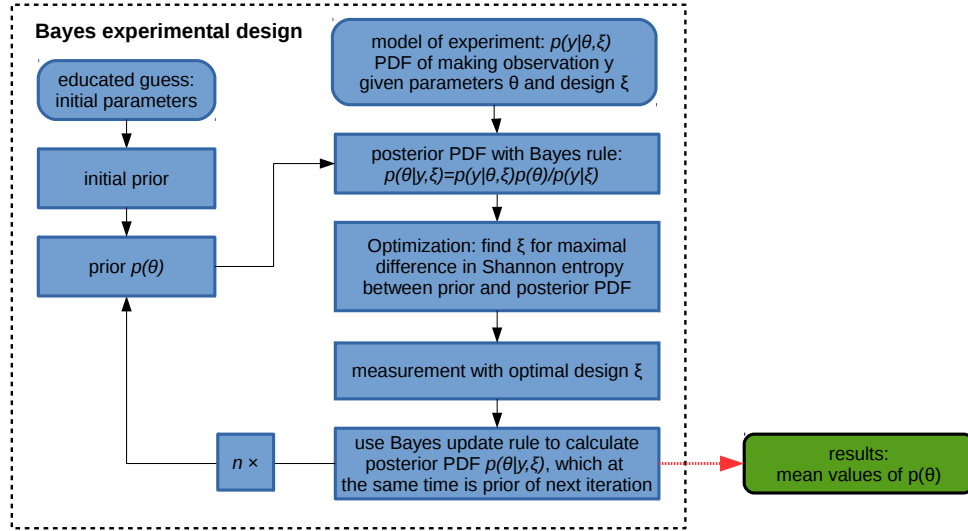 Bayes experimental design
educated guess:
initial parameters
initial prior
prior p(θ)
model of experiment: p(y|θ,ξ)
PDF of making observation y
given parameters θ and design ξ
posterior PDF with Bayes rule:
p(θ|y,ξ)=p(y|θ,ξ)p(θ)/p(y|ξ)
Optimization: find ξ for maximal
difference in Shannon entropy
between prior and posterior PDF
measurement with optimal design ξ
use Bayes update rule to calculate
posterior PDF p(θ|y,ξ), which at
the same time is prior of next iteration
n ×
results:
mean values of p(θ)